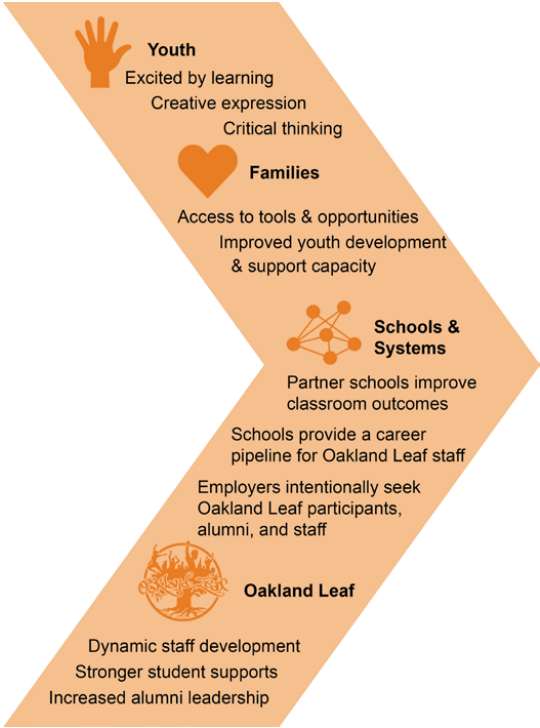 Youth
Excited by learning
Creative expression
Critical thinking
Families
Access to tools & opportunities
Improved youth development
& support capacity
Schools &
Systems
Partner schools improve
classroom outcomes
Schools provide a career
pipeline for Oakland Leaf staff
Employers intentionally seek
Oakland Leaf participants,
alumni, and staff
Oakland Leaf
Oakland Leaf
Dynamic staff development
Stronger student supports
Increased alumni leadership